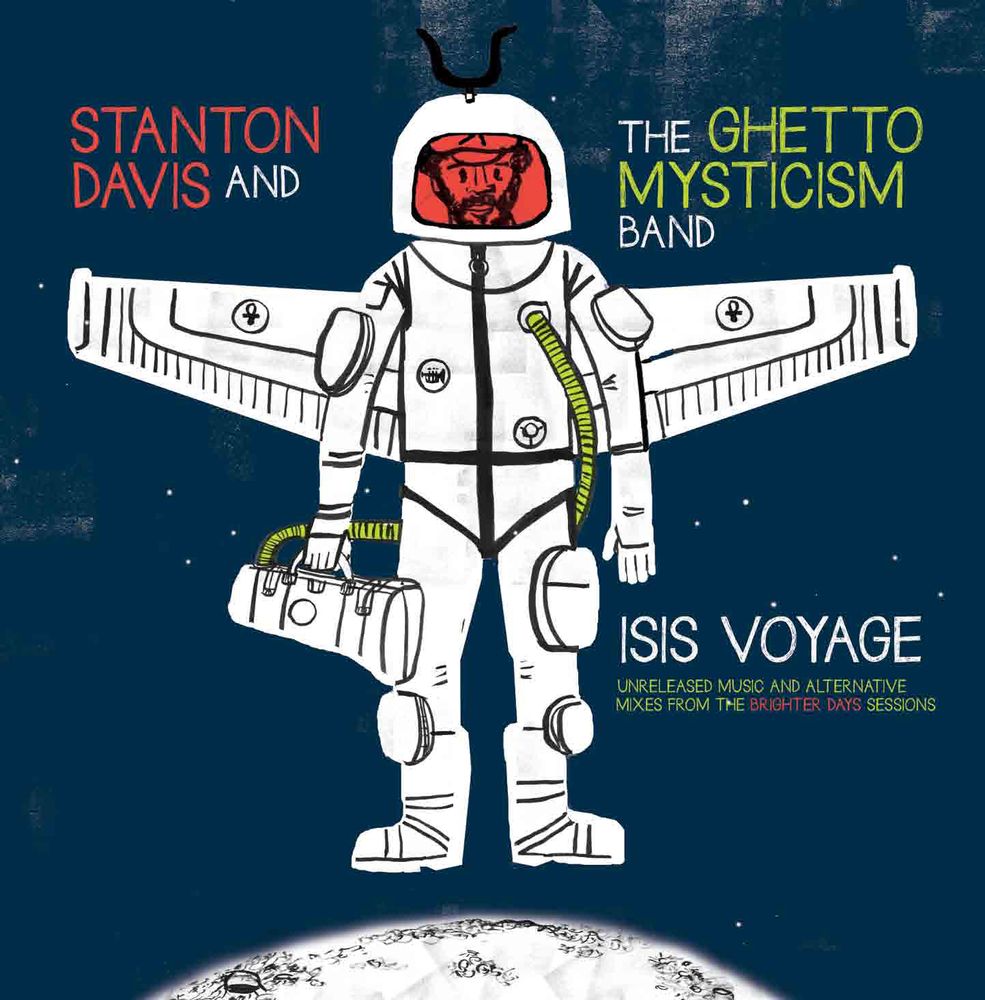 STANTON
DAVIS AND
THE GHETTO
MYSTICISM
BAND
ISIS VOYAGE
UNRELEASED MUSIC AND ALTERNATIVE
MIXES FROM THE BRIGHTER DAYS SESSIONS